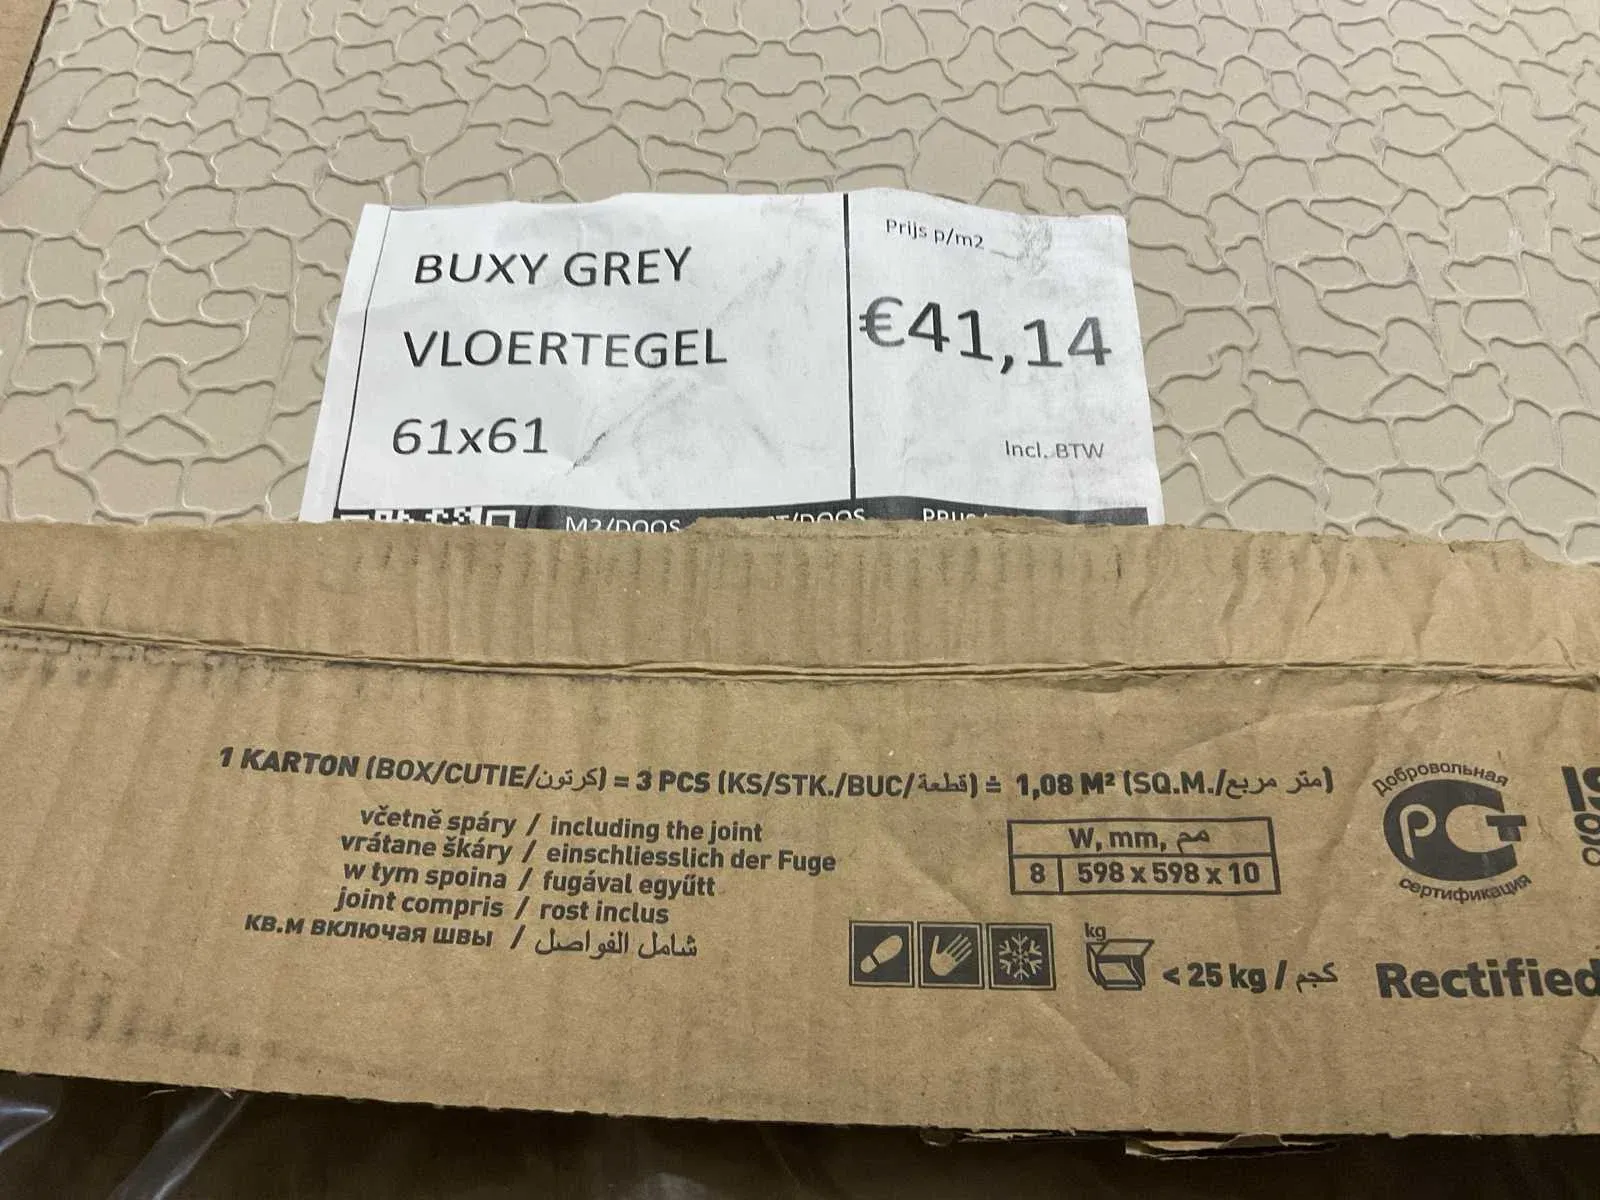 BUXY GREY
VLOERTEGEL
61x61
Prijs p/m2
€41,14
Incl. BTW
M2/DOOS
1 KARTON (BOX/CUTIE/كرتون) = 3 PCS (KS/STK./BUC/قطعة) ≐ 1,08 M² (SQ.M./متر مربع)
včetně spáry / including the joint
vrátane škáry / einschliesslich der Fuge
w tym spoina / fugával együtt
joint compris / rost inclus
кв.м включая швы / شامل الفواصل
W, mm, مم
8 598 x 598 x 10
Добровольная
РСТ
сертификация
kg
< 25 kg / كجم
Rectified